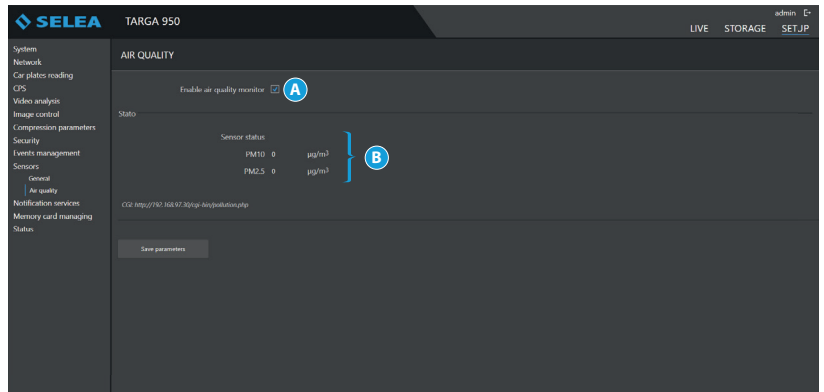 SELEA
TARGA 950
admin
LIVE STORAGE SETUP
System
Network
Car plates reading
CPS
Video analysis
Image control
Compression parameters
Security
Events management
Sensors
General
Air quality
Notification services
Memory card managing
Status
AIR QUALITY
Enable air quality monitor
A
Stato
Sensor status
PM10 0 µg/m³
PM2.5 0 µg/m³
B
CGI: http://192.168.97.30/cgi-bin/pollution.php
Save parameters